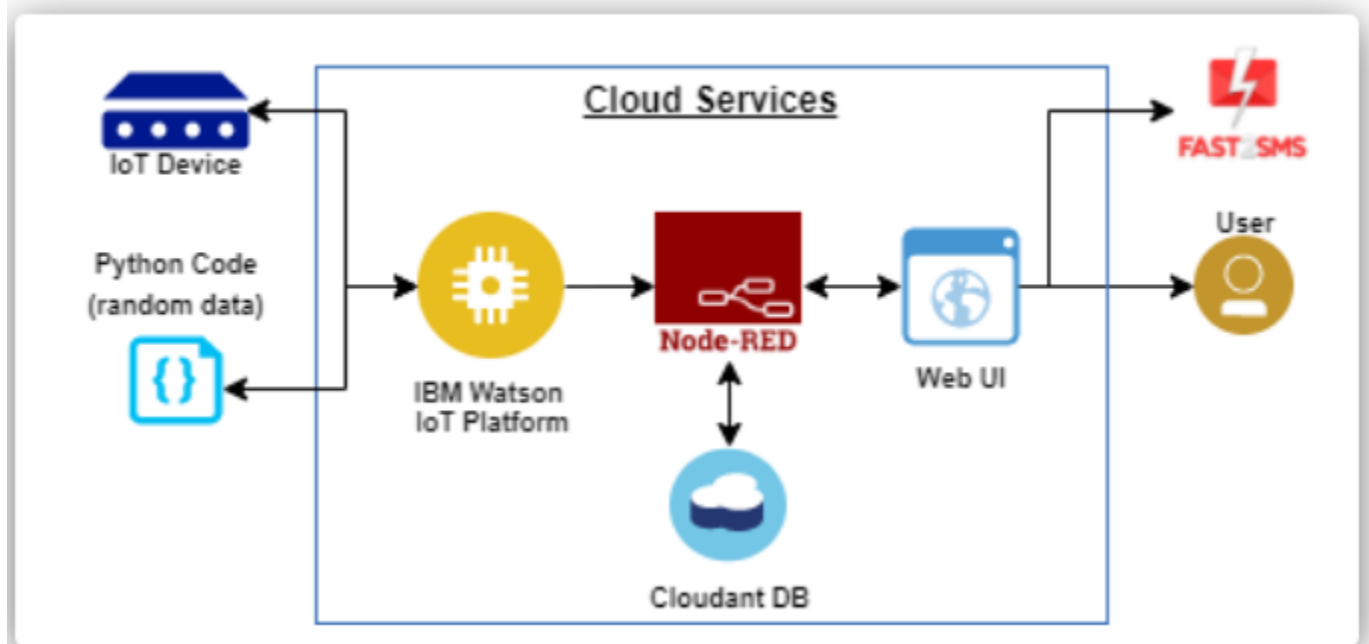 Cloud Services
IoT Device
FAST2SMS
User
Python Code
(random data)
{}
Node-RED
Web UI
IBM Watson
IoT Platform
Cloudant DB